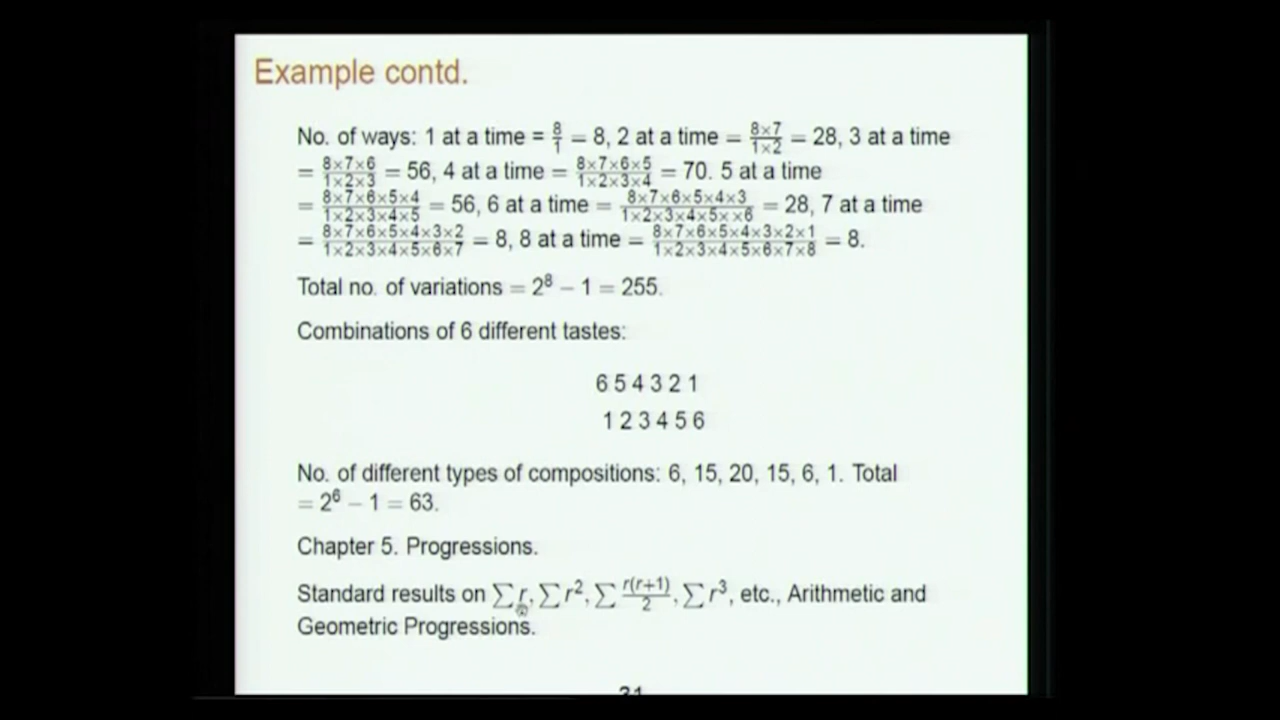 Example contd.
No. of ways: 1 at a time = 8/1 = 8, 2 at a time = 8×7/1×2 = 28, 3 at a time
= 8×7×6/1×2×3 = 56, 4 at a time = 8×7×6×5/1×2×3×4 = 70. 5 at a time
= 8×7×6×5×4/1×2×3×4×5 = 56, 6 at a time = 8×7×6×5×4×3/1×2×3×4×5××6 = 28, 7 at a time
= 8×7×6×5×4×3×2/1×2×3×4×5×6×7 = 8, 8 at a time = 8×7×6×5×4×3×2×1/1×2×3×4×5×6×7×8 = 8.
Total no. of variations = 2⁸ − 1 = 255.
Combinations of 6 different tastes:
6 5 4 3 2 1
1 2 3 4 5 6
No. of different types of compositions: 6, 15, 20, 15, 6, 1. Total
= 2⁶ − 1 = 63.
Chapter 5. Progressions.
Standard results on ∑ r, ∑ r², ∑ r(r+1)/2, ∑ r³, etc., Arithmetic and
Geometric Progressions.
31